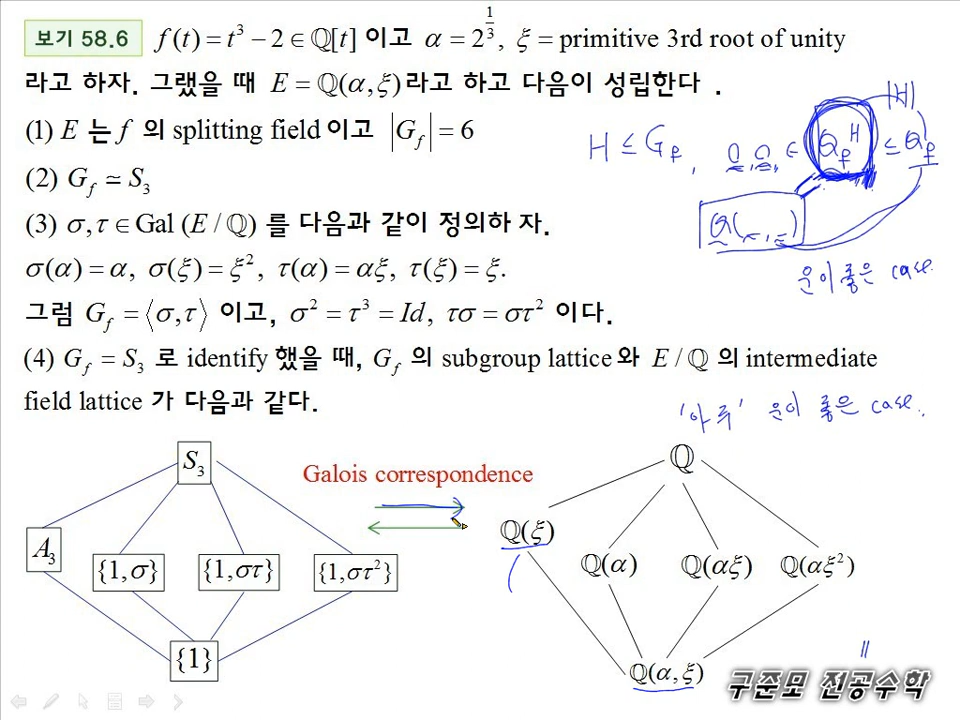 보기 58.6 f(t) = t³ − 2 ∈ ℚ[t] 이고 α = 2^(1/3), ξ = primitive 3rd root of unity
라고 하자. 그랬을 때 E = ℚ(α, ξ) 라고 하고 다음이 성립한다 .
(1) E 는 f 의 splitting field 이고 |G_f| = 6
(2) G_f ≃ S₃
(3) σ, τ ∈ Gal (E / ℚ) 를 다음과 같이 정의하 자.
σ(α) = α, σ(ξ) = ξ², τ(α) = αξ, τ(ξ) = ξ.
그럼 G_f = ⟨σ, τ⟩ 이고, σ² = τ³ = Id, τσ = στ² 이다.
(4) G_f = S₃ 로 identify 했을 때, G_f 의 subgroup lattice 와 E / ℚ 의 intermediate
field lattice 가 다음과 같다.
|H|
H ≤ G_f,
운이 좋은 case.
'아주' 운이 좋은 case.
S₃
Galois correspondence
ℚ
A₃
ℚ(ξ)
{1, σ} {1, στ} {1, στ²}
ℚ(α) ℚ(αξ) ℚ(αξ²)
{1}
ℚ(α, ξ)
구준모 전공수학